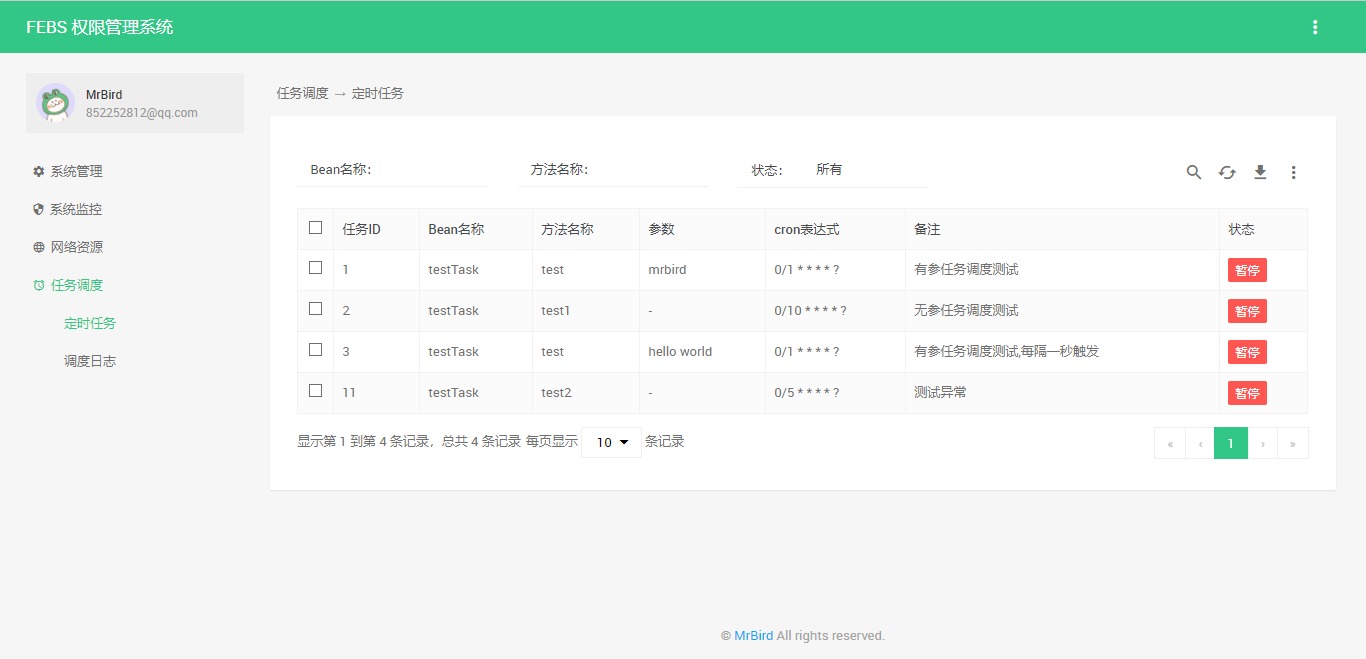 FEBS 权限管理系统
MrBird
852252812@qq.com
系统管理
系统监控
网络资源
任务调度
定时任务
调度日志
任务调度 → 定时任务
Bean名称: 方法名称: 状态: 所有
任务ID Bean名称 方法名称 参数 cron表达式 备注 状态
1 testTask test mrbird 0/1 * * * * ? 有参任务调度测试 暂停
2 testTask test1 - 0/10 * * * * ? 无参任务调度测试 暂停
3 testTask test hello world 0/1 * * * * ? 有参任务调度测试,每隔一秒触发 暂停
11 testTask test2 - 0/5 * * * * ? 测试异常 暂停
显示第 1 到第 4 条记录，总共 4 条记录 每页显示 10 条记录
« ‹ 1 › »
© MrBird All rights reserved.